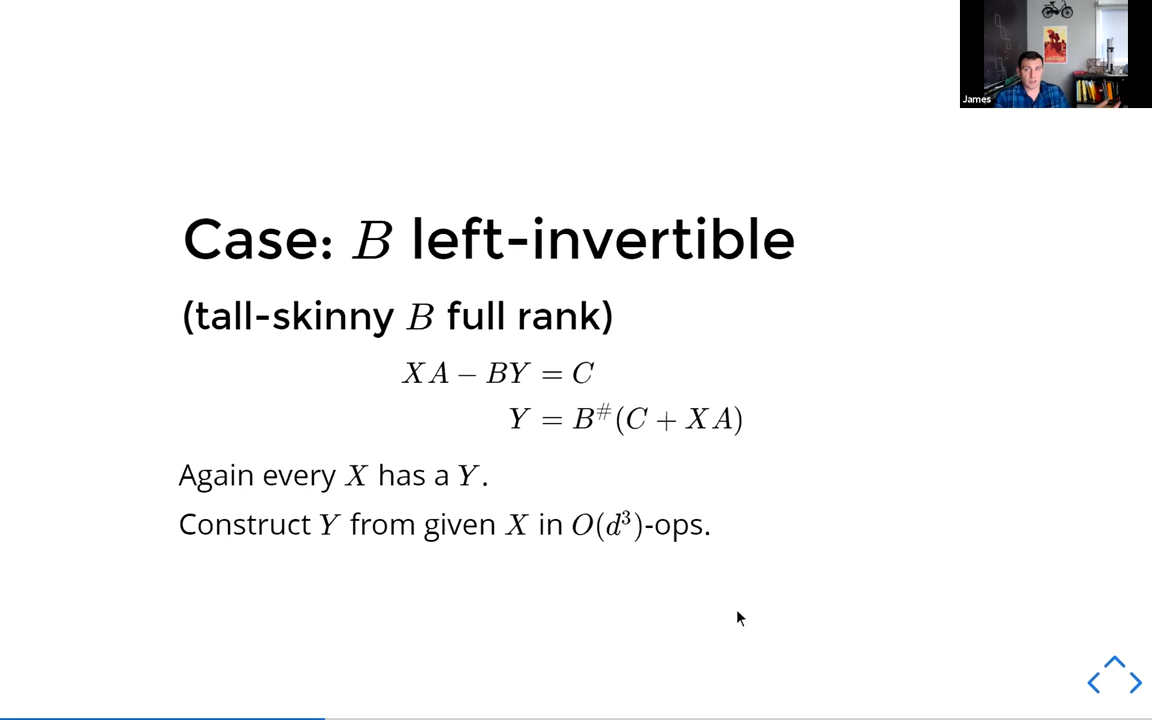 James
Case: B left-invertible
(tall-skinny B full rank)
XA − BY = C
Y = B^#(C + XA)
Again every X has a Y.
Construct Y from given X in O(d³)-ops.